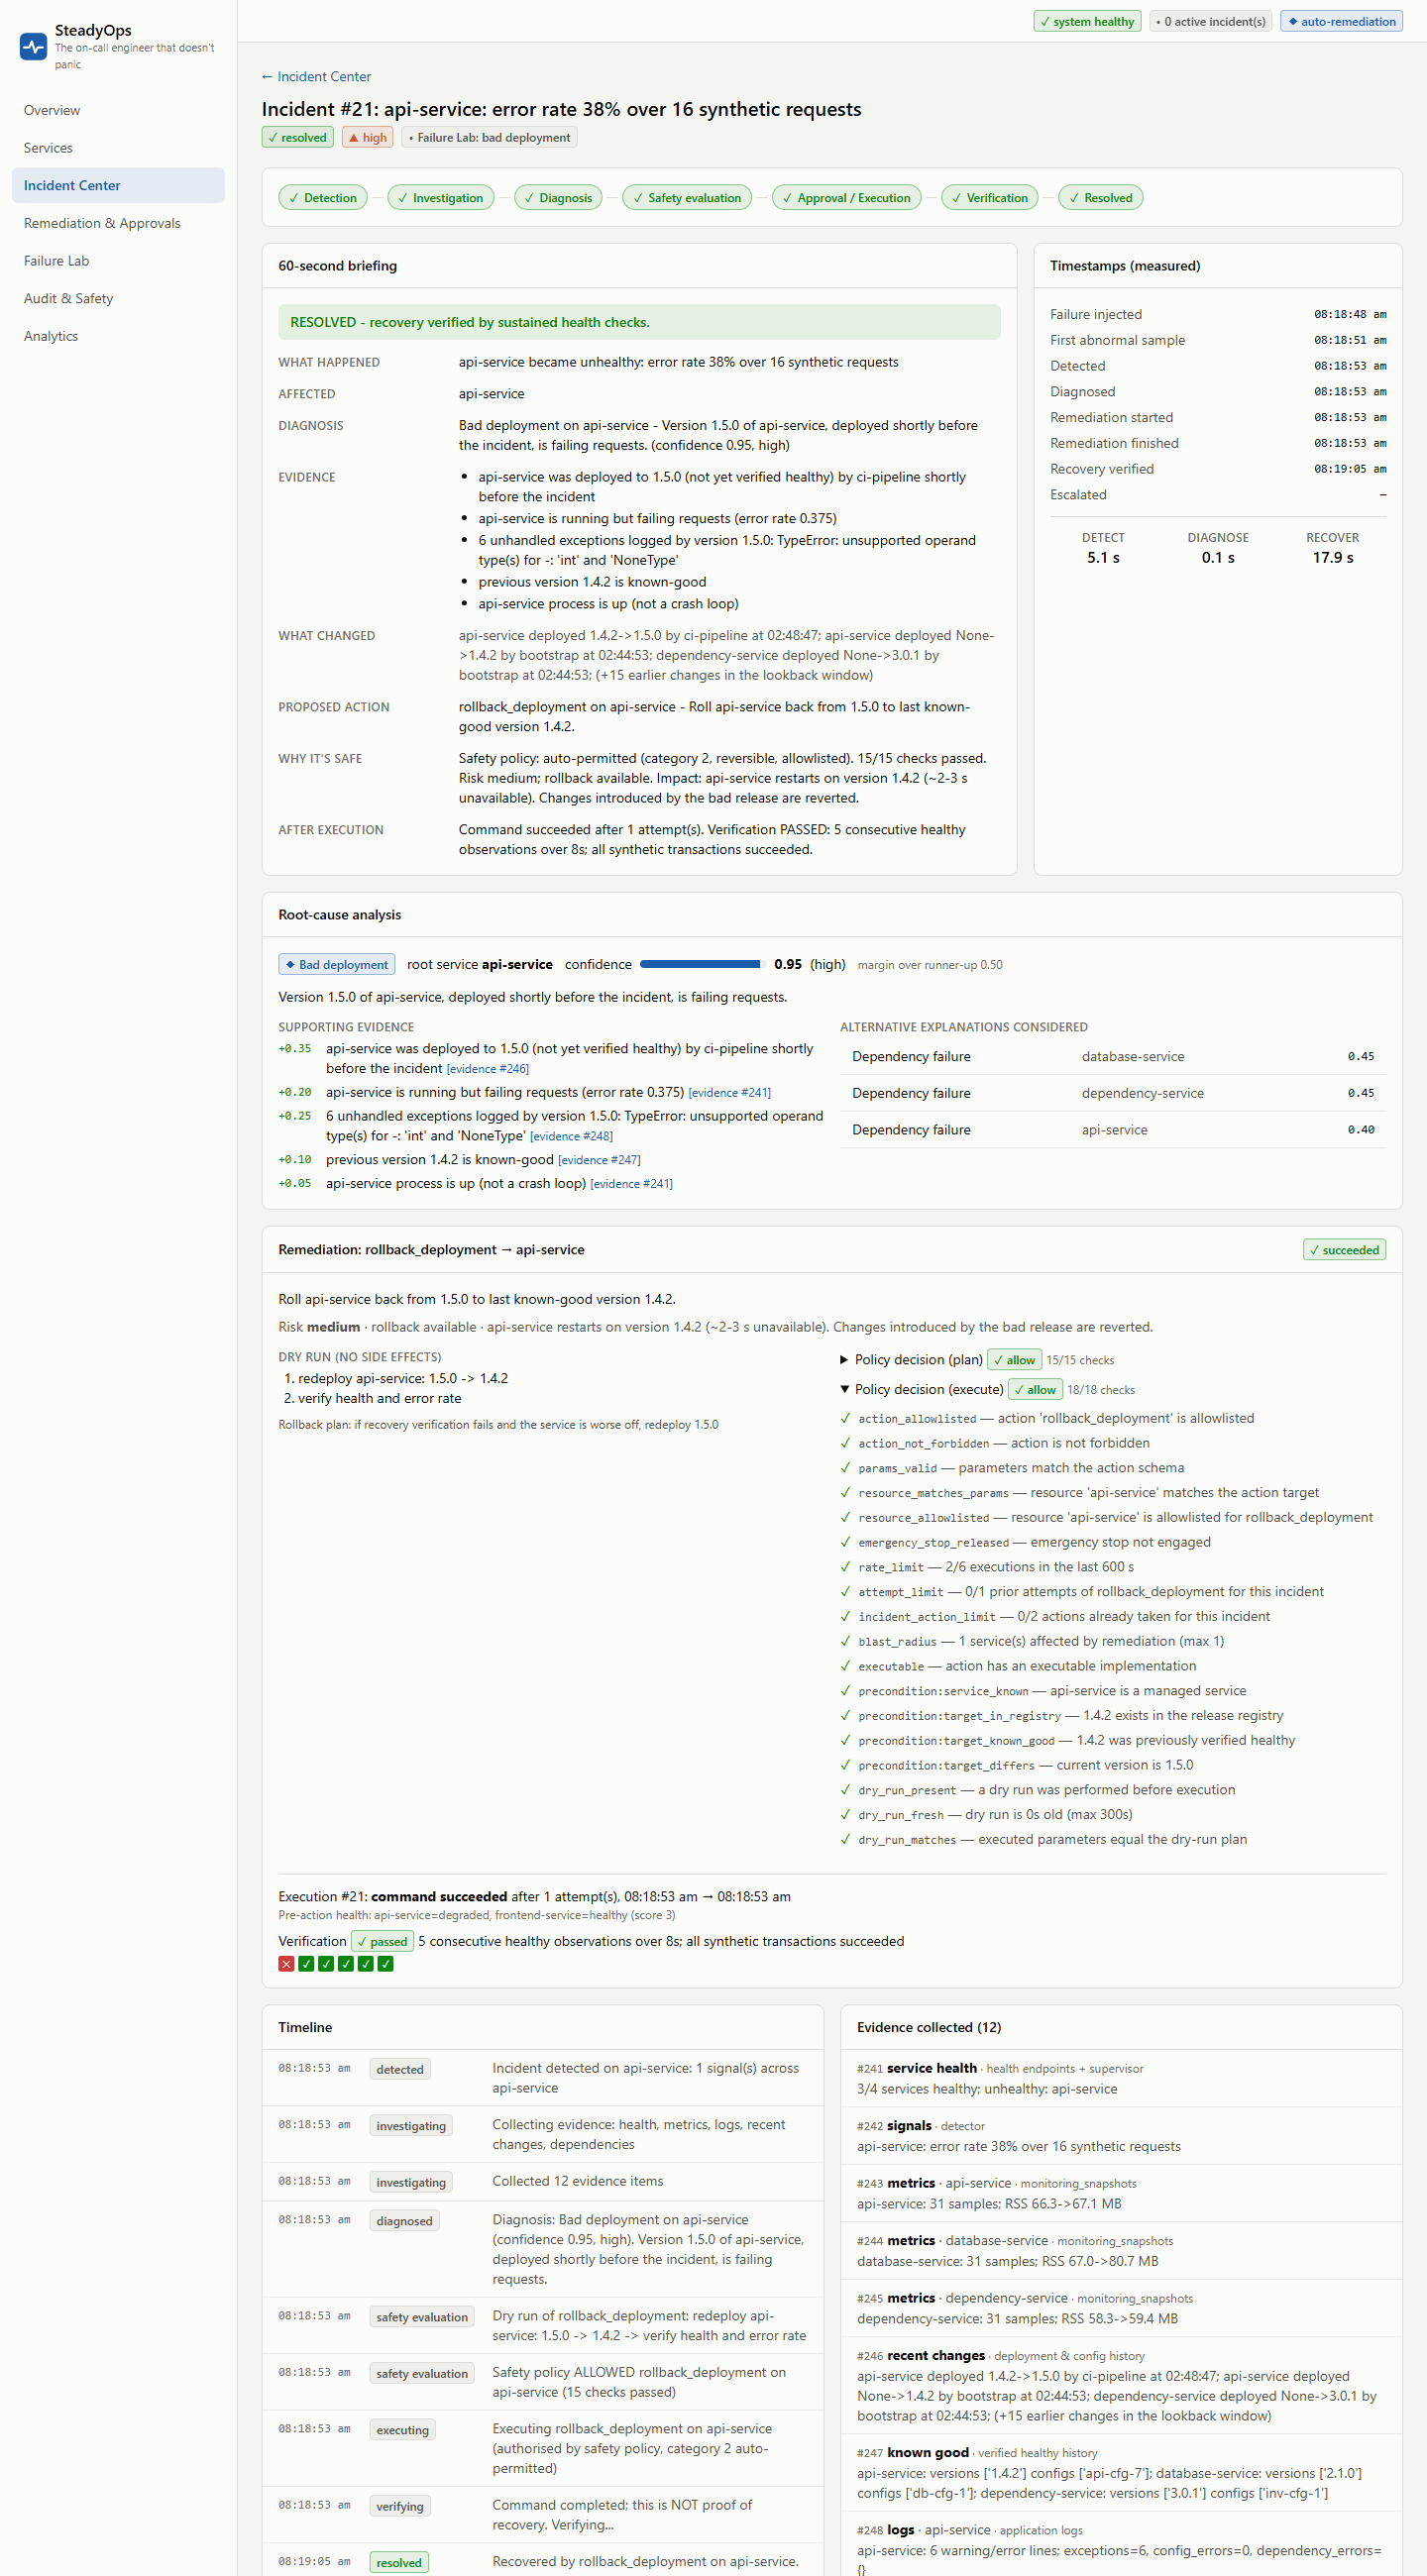 SteadyOps
The on-call engineer that doesn't
panic
✓ system healthy
• 0 active incident(s)
◆ auto-remediation
Overview
Services
Incident Center
Remediation & Approvals
Failure Lab
Audit & Safety
Analytics
← Incident Center
Incident #21: api-service: error rate 38% over 16 synthetic requests
✓ resolved
▲ high
• Failure Lab: bad deployment
✓ Detection
✓ Investigation
✓ Diagnosis
✓ Safety evaluation
✓ Approval / Execution
✓ Verification
✓ Resolved
60-second briefing
RESOLVED - recovery verified by sustained health checks.
WHAT HAPPENED
api-service became unhealthy: error rate 38% over 16 synthetic requests
AFFECTED
api-service
DIAGNOSIS
Bad deployment on api-service - Version 1.5.0 of api-service, deployed shortly before
the incident, is failing requests. (confidence 0.95, high)
EVIDENCE
• api-service was deployed to 1.5.0 (not yet verified healthy) by ci-pipeline shortly
before the incident
• api-service is running but failing requests (error rate 0.375)
• 6 unhandled exceptions logged by version 1.5.0: TypeError: unsupported operand
type(s) for -: 'int' and 'NoneType'
• previous version 1.4.2 is known-good
• api-service process is up (not a crash loop)
WHAT CHANGED
api-service deployed 1.4.2->1.5.0 by ci-pipeline at 02:48:47; api-service deployed None-
>1.4.2 by bootstrap at 02:44:53; dependency-service deployed None->3.0.1 by
bootstrap at 02:44:53; (+15 earlier changes in the lookback window)
PROPOSED ACTION
rollback_deployment on api-service - Roll api-service back from 1.5.0 to last known-
good version 1.4.2.
WHY IT'S SAFE
Safety policy: auto-permitted (category 2, reversible, allowlisted). 15/15 checks passed.
Risk medium; rollback available. Impact: api-service restarts on version 1.4.2 (~2-3 s
unavailable). Changes introduced by the bad release are reverted.
AFTER EXECUTION
Command succeeded after 1 attempt(s). Verification PASSED: 5 consecutive healthy
observations over 8s; all synthetic transactions succeeded.
Timestamps (measured)
Failure injected 08:18:48 am
First abnormal sample 08:18:51 am
Detected 08:18:53 am
Diagnosed 08:18:53 am
Remediation started 08:18:53 am
Remediation finished 08:18:53 am
Recovery verified 08:19:05 am
Escalated –
DETECT DIAGNOSE RECOVER
5.1 s 0.1 s 17.9 s
Root-cause analysis
◆ Bad deployment root service api-service confidence 0.95 (high) margin over runner-up 0.50
Version 1.5.0 of api-service, deployed shortly before the incident, is failing requests.
SUPPORTING EVIDENCE
+0.35 api-service was deployed to 1.5.0 (not yet verified healthy) by ci-pipeline shortly
before the incident [evidence #246]
+0.20 api-service is running but failing requests (error rate 0.375) [evidence #241]
+0.25 6 unhandled exceptions logged by version 1.5.0: TypeError: unsupported operand
type(s) for -: 'int' and 'NoneType' [evidence #248]
+0.10 previous version 1.4.2 is known-good [evidence #247]
+0.05 api-service process is up (not a crash loop) [evidence #241]
ALTERNATIVE EXPLANATIONS CONSIDERED
Dependency failure database-service 0.45
Dependency failure dependency-service 0.45
Dependency failure api-service 0.40
Remediation: rollback_deployment → api-service
✓ succeeded
Roll api-service back from 1.5.0 to last known-good version 1.4.2.
Risk medium · rollback available · api-service restarts on version 1.4.2 (~2-3 s unavailable). Changes introduced by the bad release are reverted.
DRY RUN (NO SIDE EFFECTS)
1. redeploy api-service: 1.5.0 -> 1.4.2
2. verify health and error rate
Rollback plan: if recovery verification fails and the service is worse off, redeploy 1.5.0
▶ Policy decision (plan) ✓ allow 15/15 checks
▼ Policy decision (execute) ✓ allow 18/18 checks
✓ action_allowlisted — action 'rollback_deployment' is allowlisted
✓ action_not_forbidden — action is not forbidden
✓ params_valid — parameters match the action schema
✓ resource_matches_params — resource 'api-service' matches the action target
✓ resource_allowlisted — resource 'api-service' is allowlisted for rollback_deployment
✓ emergency_stop_released — emergency stop not engaged
✓ rate_limit — 2/6 executions in the last 600 s
✓ attempt_limit — 0/1 prior attempts of rollback_deployment for this incident
✓ incident_action_limit — 0/2 actions already taken for this incident
✓ blast_radius — 1 service(s) affected by remediation (max 1)
✓ executable — action has an executable implementation
✓ precondition:service_known — api-service is a managed service
✓ precondition:target_in_registry — 1.4.2 exists in the release registry
✓ precondition:target_known_good — 1.4.2 was previously verified healthy
✓ precondition:target_differs — current version is 1.5.0
✓ dry_run_present — a dry run was performed before execution
✓ dry_run_fresh — dry run is 0s old (max 300s)
✓ dry_run_matches — executed parameters equal the dry-run plan
Execution #21: command succeeded after 1 attempt(s), 08:18:53 am → 08:18:53 am
Pre-action health: api-service=degraded, frontend-service=healthy (score 3)
Verification ✓ passed 5 consecutive healthy observations over 8s; all synthetic transactions succeeded
✕ ✓ ✓ ✓ ✓ ✓
Timeline
08:18:53 am detected Incident detected on api-service: 1 signal(s) across
api-service
08:18:53 am investigating Collecting evidence: health, metrics, logs, recent
changes, dependencies
08:18:53 am investigating Collected 12 evidence items
08:18:53 am diagnosed Diagnosis: Bad deployment on api-service
(confidence 0.95, high). Version 1.5.0 of api-service,
deployed shortly before the incident, is failing
requests.
08:18:53 am safety evaluation Dry run of rollback_deployment: redeploy api-
service: 1.5.0 -> 1.4.2 -> verify health and error rate
08:18:53 am safety evaluation Safety policy ALLOWED rollback_deployment on
api-service (15 checks passed)
08:18:53 am executing Executing rollback_deployment on api-service
(authorised by safety policy, category 2 auto-
permitted)
08:18:53 am verifying Command completed; this is NOT proof of
recovery. Verifying...
08:19:05 am resolved Recovered by rollback_deployment on api-service.
Evidence collected (12)
#241 service health · health endpoints + supervisor
3/4 services healthy; unhealthy: api-service
#242 signals · detector
api-service: error rate 38% over 16 synthetic requests
#243 metrics · api-service · monitoring_snapshots
api-service: 31 samples; RSS 66.3->67.1 MB
#244 metrics · database-service · monitoring_snapshots
database-service: 31 samples; RSS 67.0->80.7 MB
#245 metrics · dependency-service · monitoring_snapshots
dependency-service: 31 samples; RSS 58.3->59.4 MB
#246 recent changes · deployment & config history
api-service deployed 1.4.2->1.5.0 by ci-pipeline at 02:48:47; api-service deployed
None->1.4.2 by bootstrap at 02:44:53; dependency-service deployed None->3.0.1 by
bootstrap at 02:44:53; (+15 earlier changes in the lookback window)
#247 known good · verified healthy history
api-service: versions ['1.4.2'] configs ['api-cfg-7']; database-service: versions ['2.1.0']
configs ['db-cfg-1']; dependency-service: versions ['3.0.1'] configs ['inv-cfg-1']
#248 logs · api-service · application logs
api-service: 6 warning/error lines; exceptions=6, config_errors=0, dependency_errors=
{}